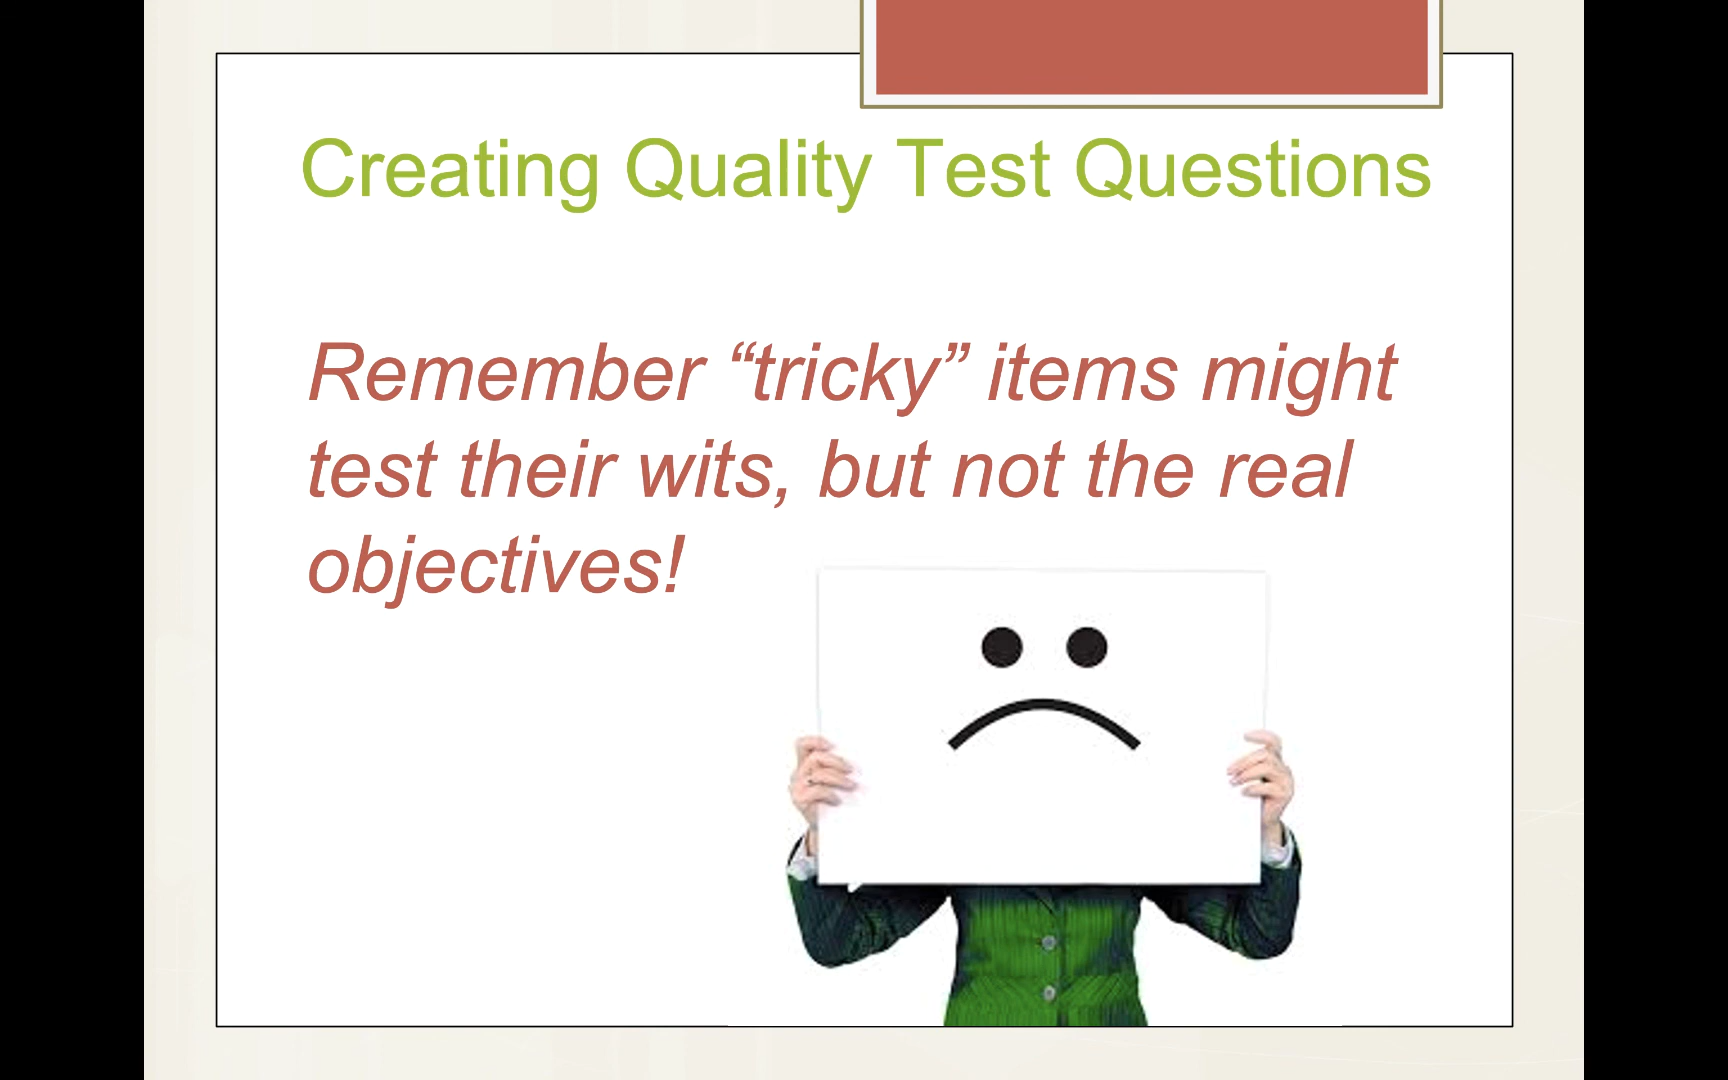 Creating Quality Test Questions
Remember “tricky” items might
test their wits, but not the real
objectives!